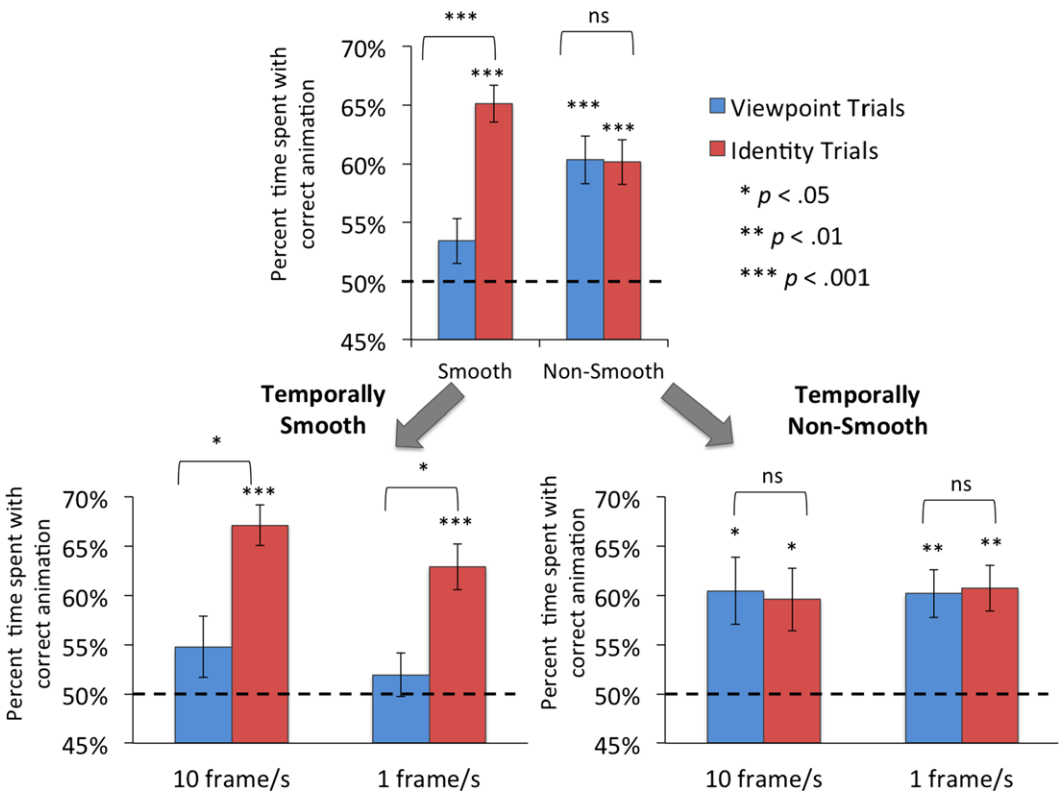 *** ns
Percent time spent with
correct animation
70%
65%
60%
55%
50%
45%
***
***
***
Smooth Non-Smooth
Viewpoint Trials
Identity Trials
* p < .05
** p < .01
*** p < .001
Temporally
Smooth
Temporally
Non-Smooth
Percent time spent with
correct animation
70%
65%
60%
55%
50%
45%
*
***
*
***
10 frame/s 1 frame/s
Percent time spent with
correct animation
70%
65%
60%
55%
50%
45%
ns
* *
ns
** **
10 frame/s 1 frame/s